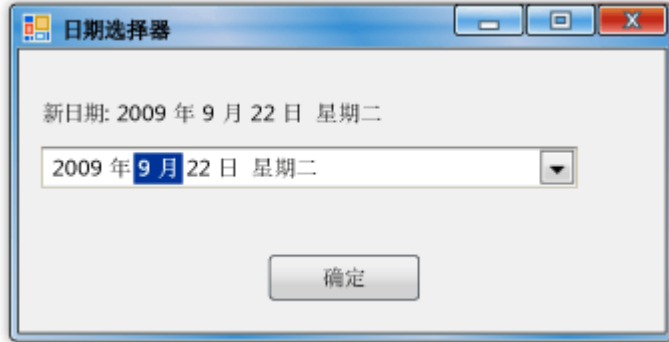 日期选择器
新日期: 2009 年 9 月 22 日 星期二
2009 年 9 月 22 日 星期二
确定